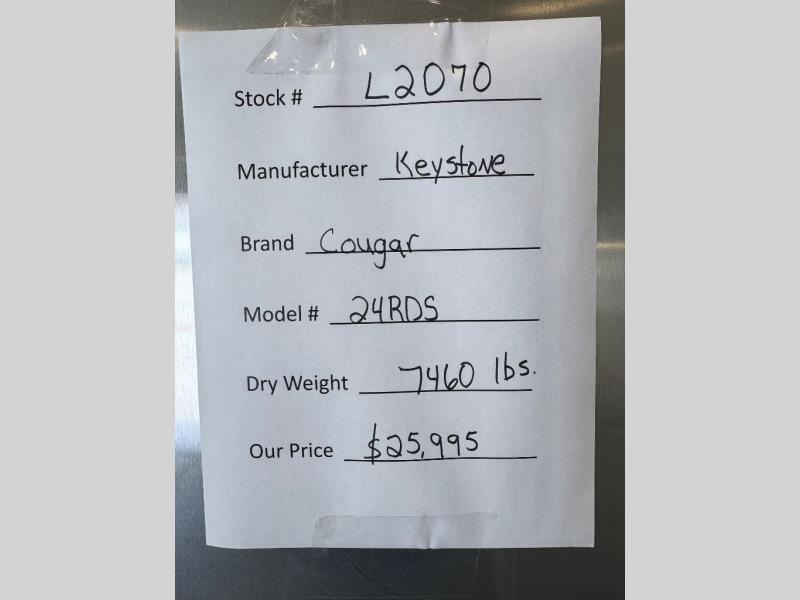 Stock # L2070
Manufacturer Keystone
Brand Cougar
Model # 24RDS
Dry Weight 7460 lbs.
Our Price $25,995